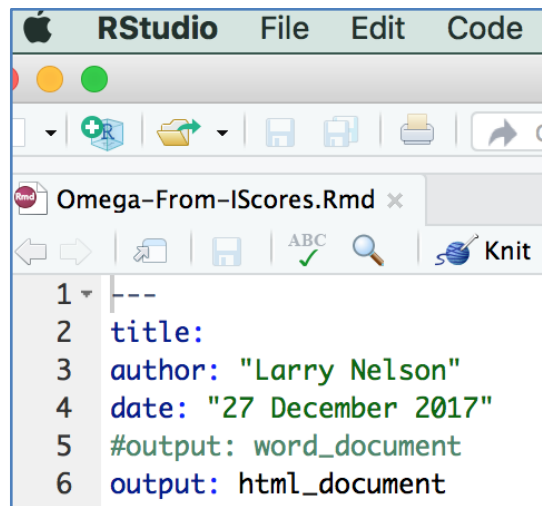 RStudio File Edit Code
R
Rmd Omega-From-IScores.Rmd ×
ABC Knit
1 ---
2 title:
3 author: "Larry Nelson"
4 date: "27 December 2017"
5 #output: word_document
6 output: html_document